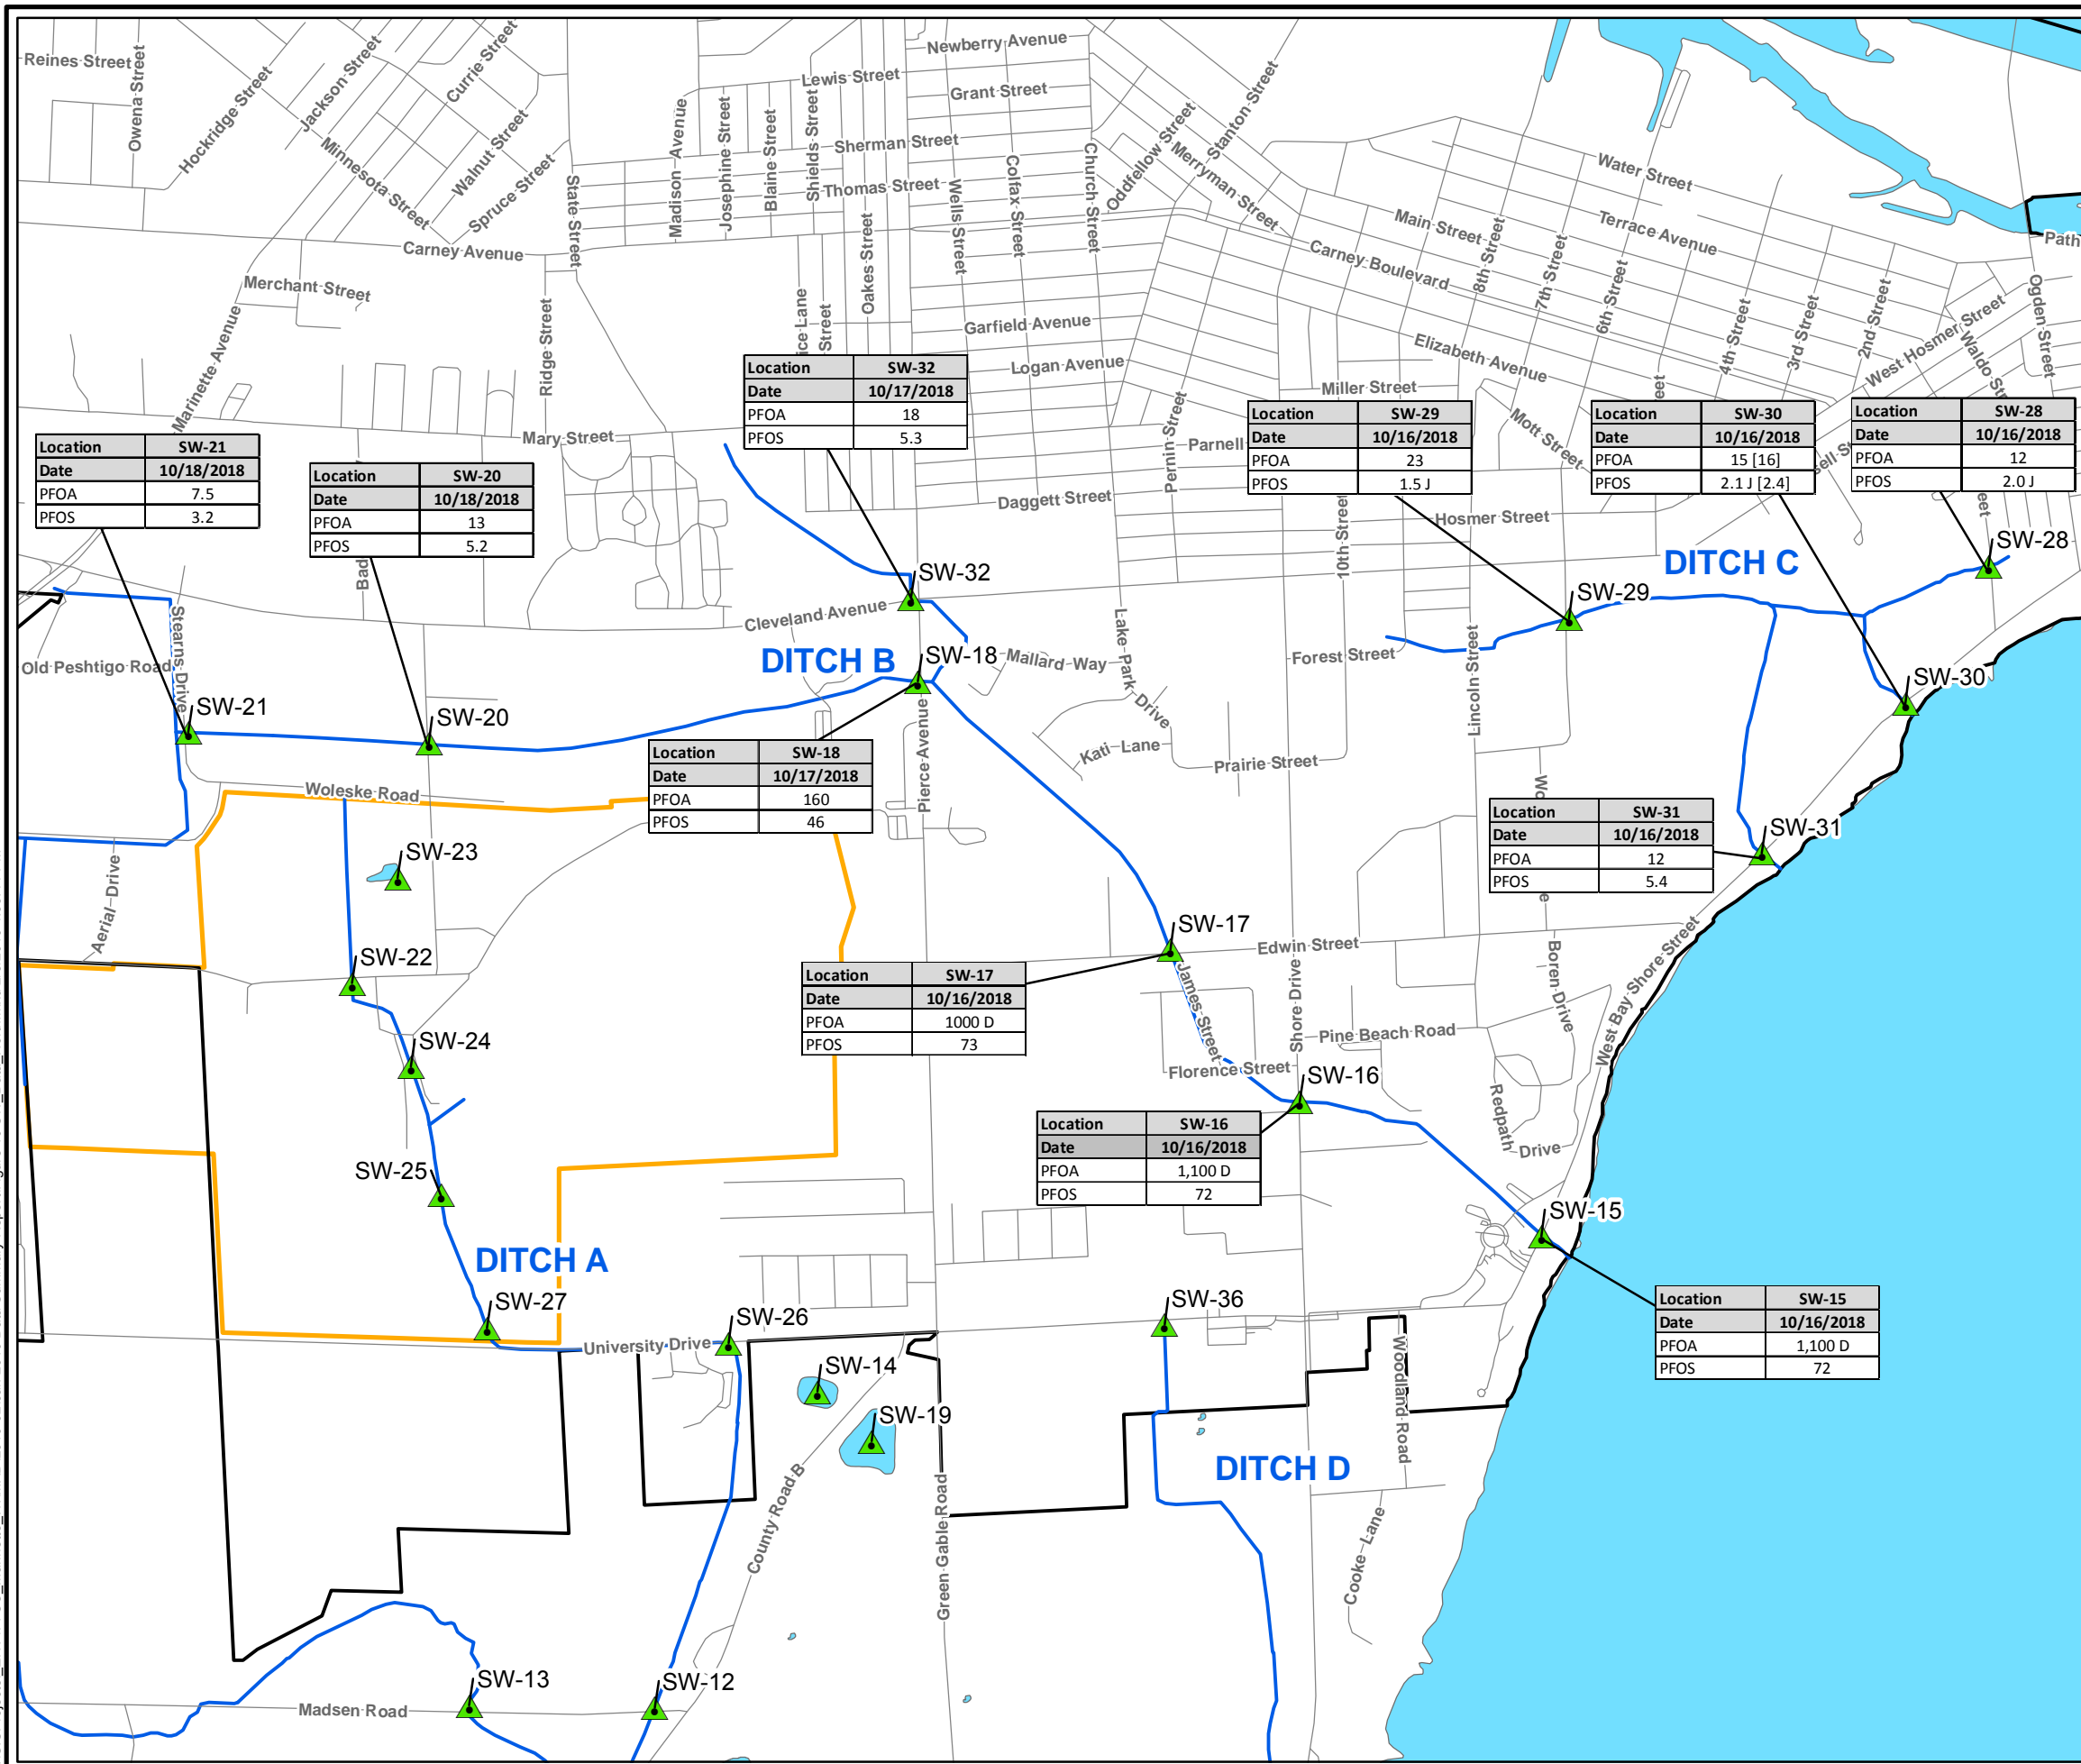 Reines Street
Owena Street
Hockridge Street
Jackson Street
Currie Street
Minnesota Street
Walnut Street
Spruce Street
State Street
Carney Avenue
Merchant Street
Marinette Avenue
Ridge Street
Mary Street
Madison Avenue
Josephine Street
Blaine Street
Shields Street
Lewis Street
Newberry Avenue
Grant Street
Sherman Street
Thomas Street
Oakes Street
Wells Street
Colfax Street
Church Street
Oddfellow Street
Stanton Street
Merryman Street
Water Street
Main Street
Terrace Avenue
Carney Boulevard
8th Street
7th Street
6th Street
4th Street
3rd Street
2nd Street
West Hosmer Street
Waldo Str
Ogden Street
Path
Garfield Avenue
Logan Avenue
Elizabeth Avenue
Miller Street
Mott Street
Pernin Street
Parnell
Daggett Street
10th Street
Hosmer Street
ice Lane
Street
Location SW-21
Date 10/18/2018
PFOA 7.5
PFOS 3.2
Location SW-20
Date 10/18/2018
PFOA 13
PFOS 5.2
Location SW-32
Date 10/17/2018
PFOA 18
PFOS 5.3
Location SW-29
Date 10/16/2018
PFOA 23
PFOS 1.5 J
Location SW-30
Date 10/16/2018
PFOA 15 [16]
PFOS 2.1 J [2.4]
Location SW-28
Date 10/16/2018
PFOA 12
PFOS 2.0 J
Bad
SW-32
SW-28
DITCH C
SW-29
Cleveland Avenue
DITCH B
SW-18
Mallard Way
Lake Park Drive
Forest Street
Lincoln Street
SW-30
Stearns Drive
Old Peshtigo Road
SW-21
SW-20
Kati Lane
Prairie Street
Woleske Road
Location SW-18
Date 10/17/2018
PFOA 160
PFOS 46
Pierce Avenue
Location SW-31
Date 10/16/2018
PFOA 12
PFOS 5.4
SW-31
SW-23
Aerial Drive
SW-22
SW-17
Edwin Street
Location SW-17
Date 10/16/2018
PFOA 1000 D
PFOS 73
James Street
Shore Drive
Boren Drive
West Bay Shore Street
Pine Beach Road
SW-24
Florence Street
SW-16
Redpath Drive
Location SW-16
Date 10/16/2018
PFOA 1,100 D
PFOS 72
SW-25
SW-15
DITCH A
SW-27
SW-26
SW-36
Location SW-15
Date 10/16/2018
PFOA 1,100 D
PFOS 72
University Drive
SW-14
SW-19
Woodland Road
DITCH D
County Road B
Green Gable Road
Cooke Lane
SW-13
SW-12
Madsen Road